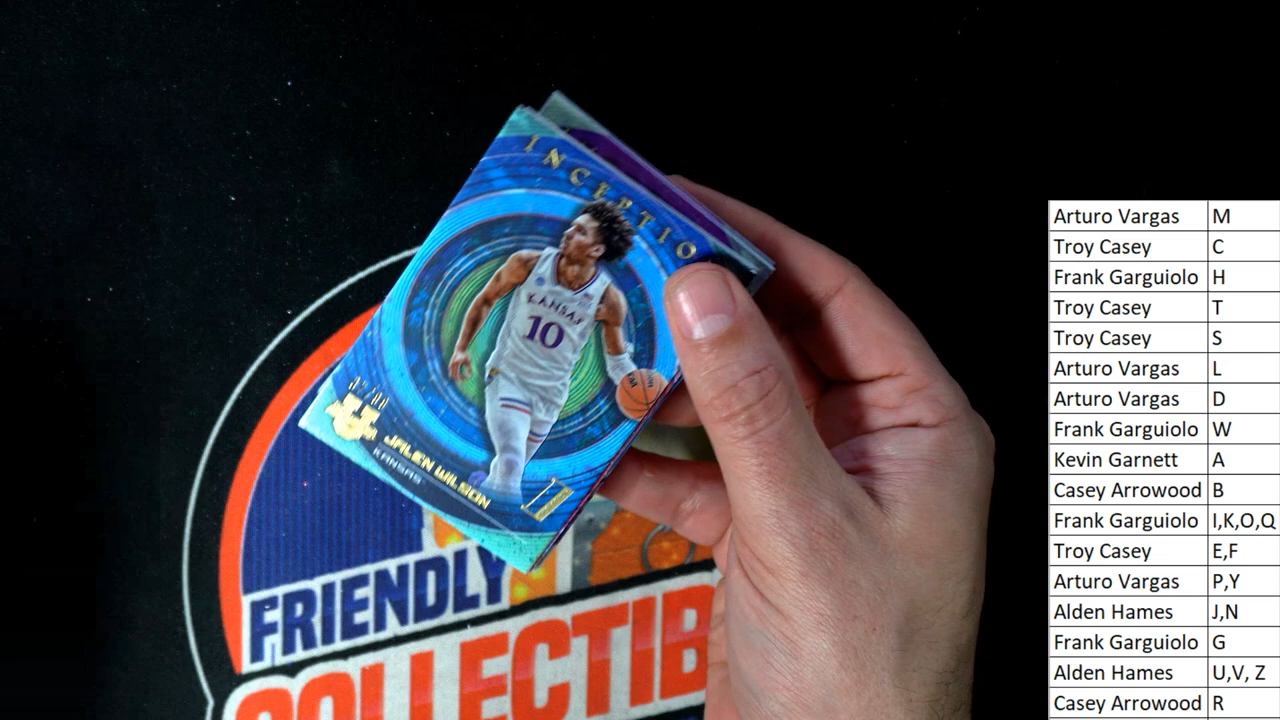 INCEPTIO
KANSAS
10
JALEN WILSON
KANSAS
FRIENDLY
COLLECTIB
Arturo Vargas M
Troy Casey C
Frank Garguiolo H
Troy Casey T
Troy Casey S
Arturo Vargas L
Arturo Vargas D
Frank Garguiolo W
Kevin Garnett A
Casey Arrowood B
Frank Garguiolo I,K,O,Q
Troy Casey E,F
Arturo Vargas P,Y
Alden Hames J,N
Frank Garguiolo G
Alden Hames U,V, Z
Casey Arrowood R